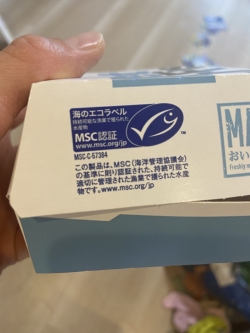 海のエコラベル
持続可能な漁業で獲られた
水産物
MSC認証
www.msc.org/jp
TM
MSC-C-57384
この製品は、MSC（海洋管理協議会）
の基準に則り認証された、持続可能で
適切に管理された漁業で獲られた水産
物です。www.msc.org/jp
おい
Freshly